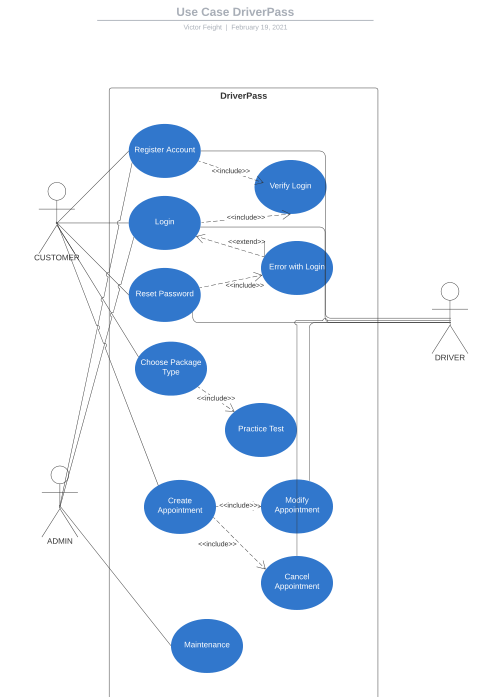 Use Case DriverPass
Victor Feight | February 19, 2021
DriverPass
Register Account
<<include>>
Verify Login
Login
<<include>>
<<extend>>
CUSTOMER
Error with Login
Reset Password
<<include>>
DRIVER
Choose Package
Type
<<include>>
Practice Test
Create
Appointment
<<include>>
Modify
Appointment
ADMIN
<<include>>
Cancel
Appointment
Maintenance